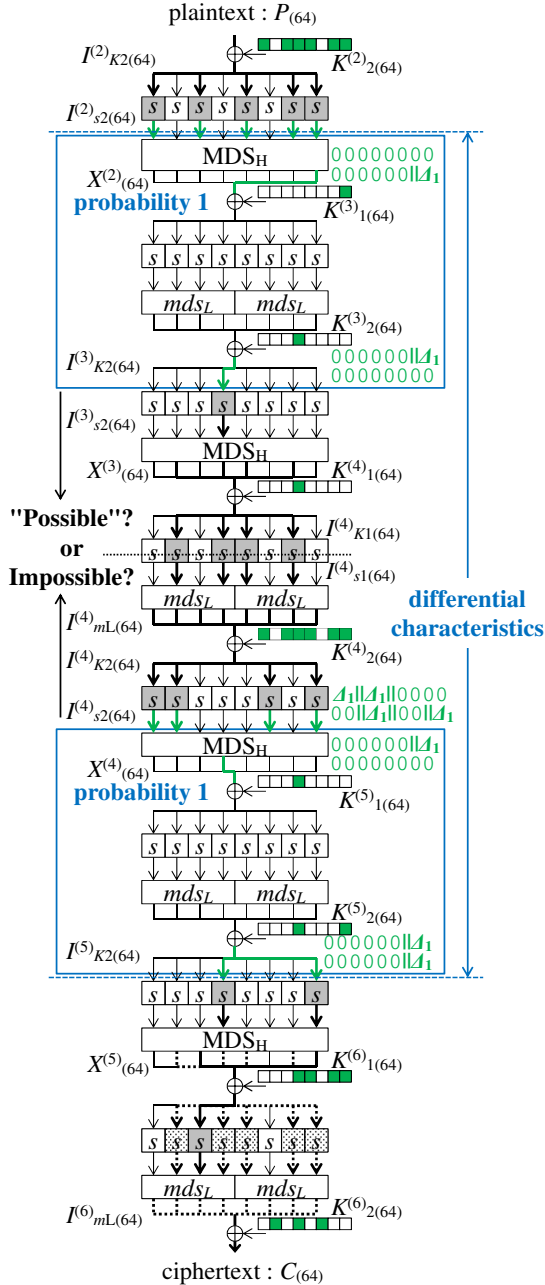 plaintext : P(64)
I(2)K2(64)
K(2)2(64)
s s s s s s s s
I(2)s2(64)
MDSH
00000000
000000||Δ1
X(2)(64)
probability 1
K(3)1(64)
s s s s s s s s
mdsL mdsL
K(3)2(64)
000000||Δ1
00000000
I(3)K2(64)
s s s s s s s s
I(3)s2(64)
MDSH
X(3)(64)
K(4)1(64)
"Possible"?
or
Impossible?
I(4)K1(64)
s s s s s s s s
I(4)s1(64)
mdsL mdsL
differential
characteristics
I(4)mL(64)
K(4)2(64)
I(4)K2(64)
s s s s s s s s
Δ1||Δ1||0000
00||Δ1||00||Δ1
I(4)s2(64)
MDSH
000000||Δ1
00000000
X(4)(64)
probability 1
K(5)1(64)
s s s s s s s s
mdsL mdsL
K(5)2(64)
000000||Δ1
000000||Δ1
I(5)K2(64)
s s s s s s s s
MDSH
X(5)(64)
K(6)1(64)
s s s s s s s s
mdsL mdsL
I(6)mL(64)
K(6)2(64)
ciphertext : C(64)